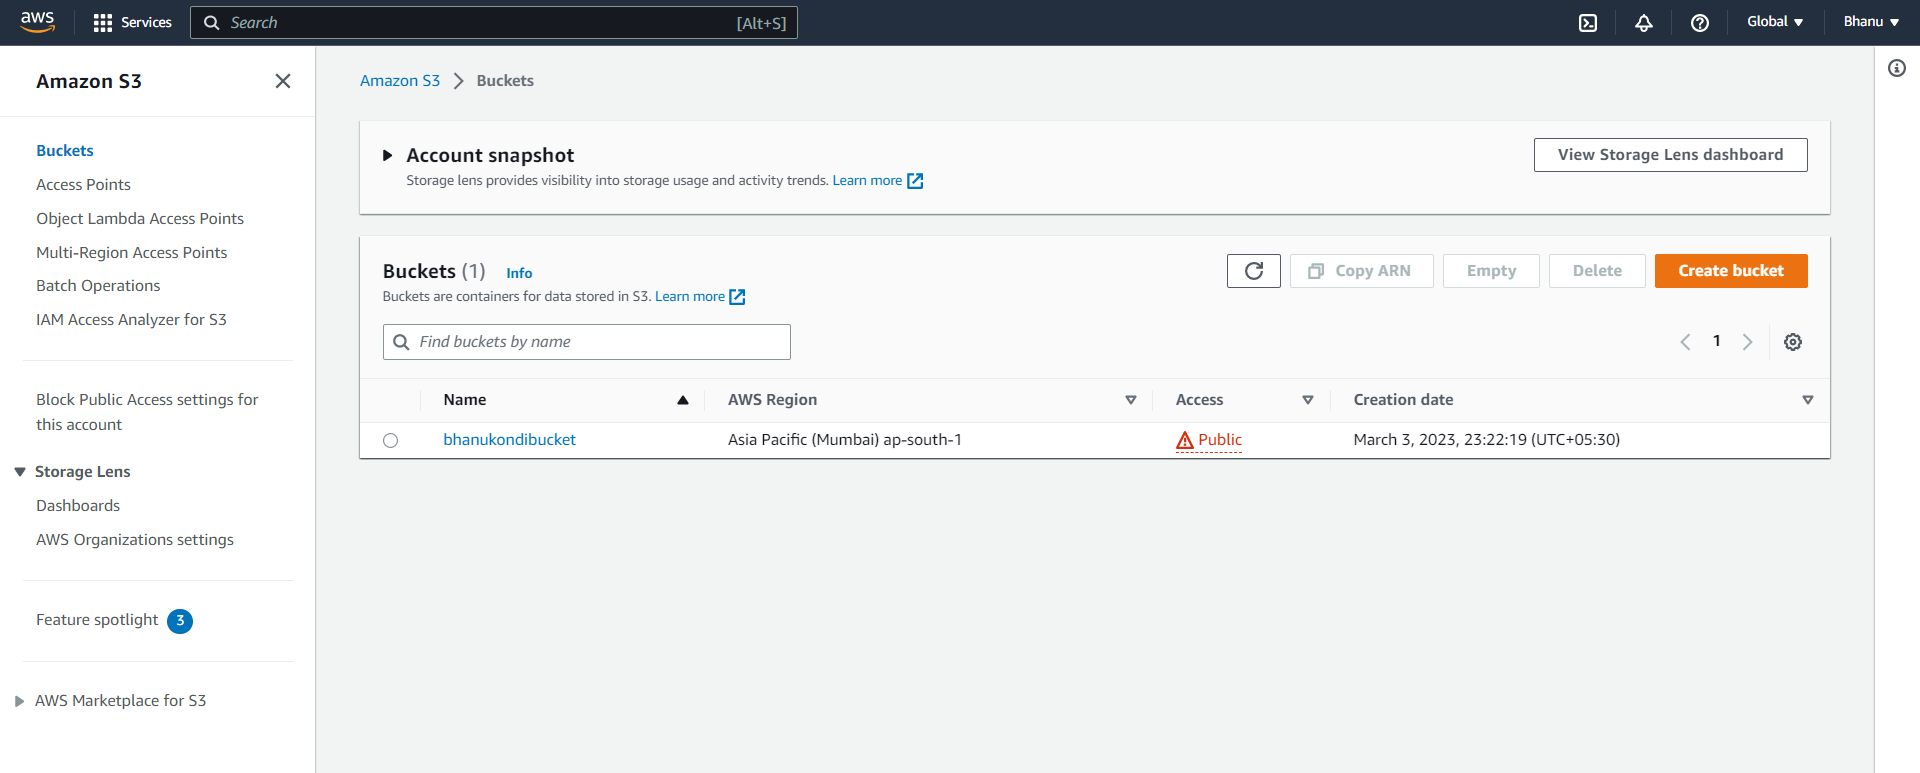 aws
Services
Search [Alt+S]
Global
Bhanu
Amazon S3
Buckets
Access Points
Object Lambda Access Points
Multi-Region Access Points
Batch Operations
IAM Access Analyzer for S3
Block Public Access settings for
this account
Storage Lens
Dashboards
AWS Organizations settings
Feature spotlight 3
AWS Marketplace for S3
Amazon S3 > Buckets
Account snapshot
Storage lens provides visibility into storage usage and activity trends. Learn more
View Storage Lens dashboard
Buckets (1) Info
Buckets are containers for data stored in S3. Learn more
Copy ARN
Empty
Delete
Create bucket
Find buckets by name
1
Name AWS Region Access Creation date
bhanukondibucket Asia Pacific (Mumbai) ap-south-1 Public March 3, 2023, 23:22:19 (UTC+05:30)